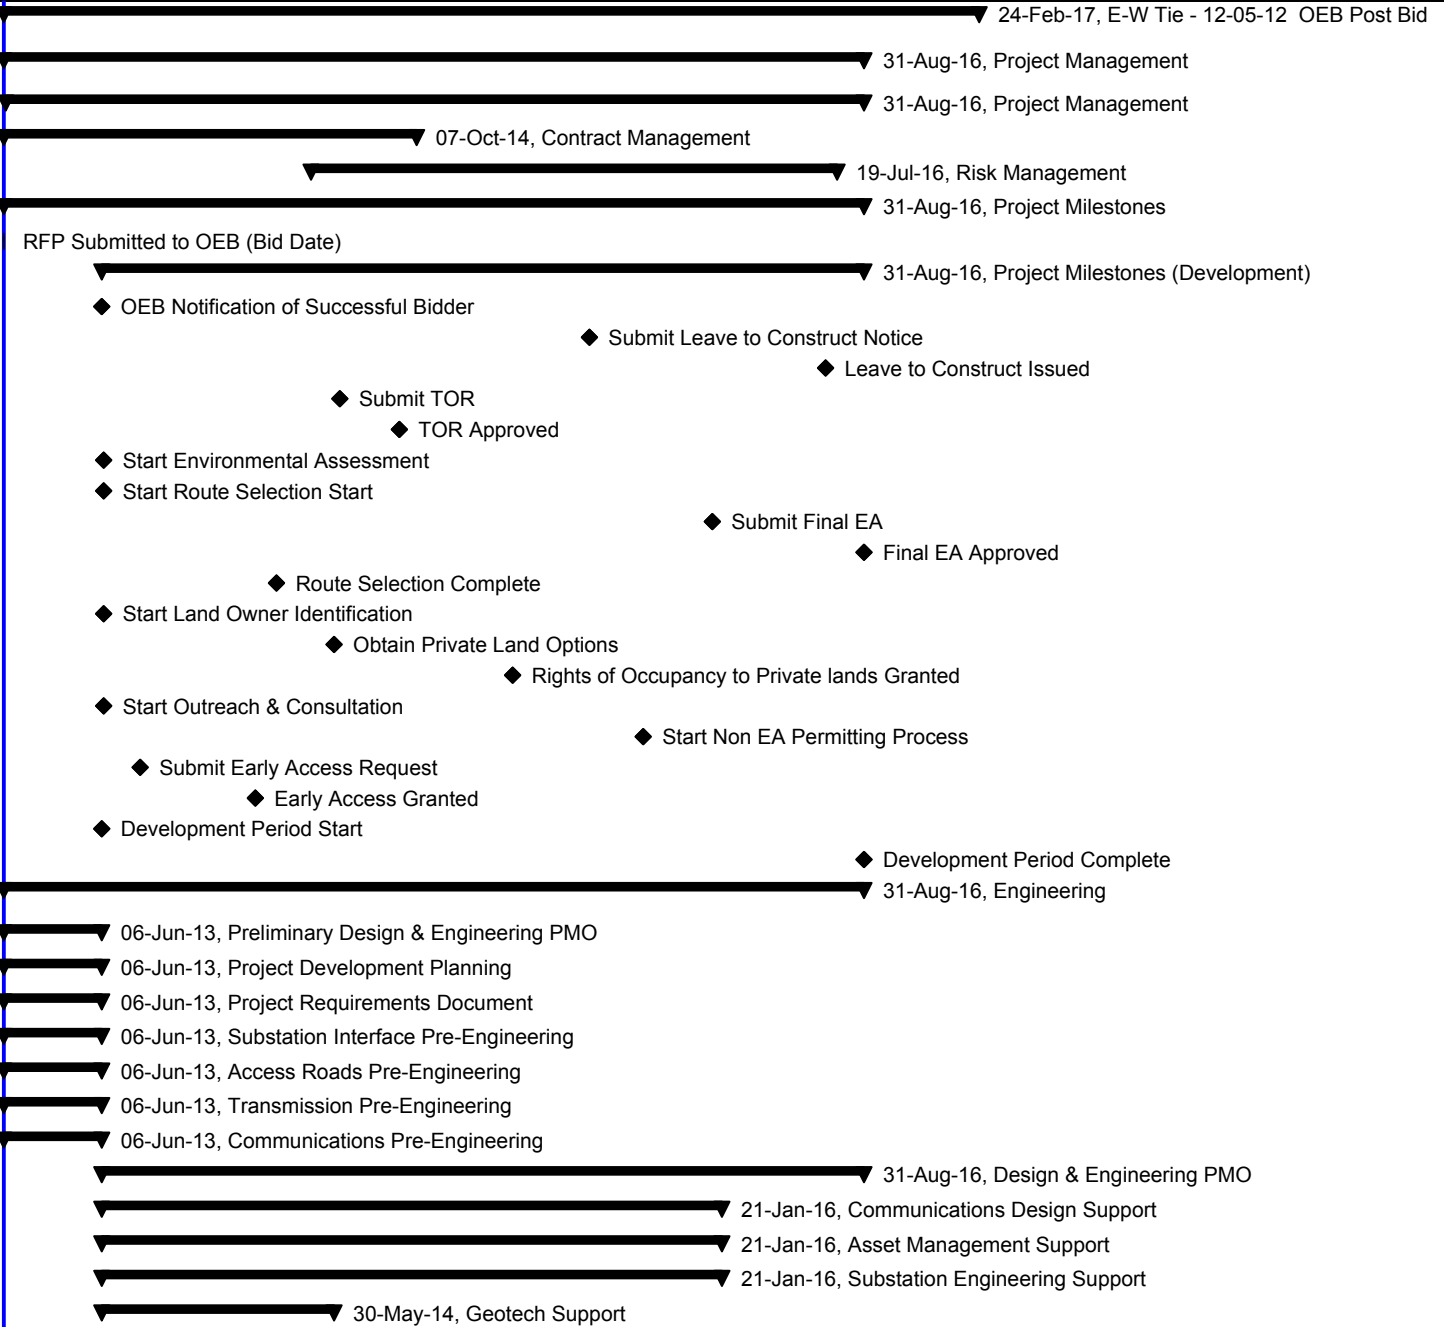 24-Feb-17, E-W Tie - 12-05-12  OEB Post Bid
31-Aug-16, Project Management
31-Aug-16, Project Management
07-Oct-14, Contract Management
19-Jul-16, Risk Management
31-Aug-16, Project Milestones
RFP Submitted to OEB (Bid Date)
31-Aug-16, Project Milestones (Development)
OEB Notification of Successful Bidder
Submit Leave to Construct Notice
Leave to Construct Issued
Submit TOR
TOR Approved
Start Environmental Assessment
Start Route Selection Start
Submit Final EA
Final EA Approved
Route Selection Complete
Start Land Owner Identification
Obtain Private Land Options
Rights of Occupancy to Private lands Granted
Start Outreach & Consultation
Start Non EA Permitting Process
Submit Early Access Request
Early Access Granted
Development Period Start
Development Period Complete
31-Aug-16, Engineering
06-Jun-13, Preliminary Design & Engineering PMO
06-Jun-13, Project Development Planning
06-Jun-13, Project Requirements Document
06-Jun-13, Substation Interface Pre-Engineering
06-Jun-13, Access Roads Pre-Engineering
06-Jun-13, Transmission Pre-Engineering
06-Jun-13, Communications Pre-Engineering
31-Aug-16, Design & Engineering PMO
21-Jan-16, Communications Design Support
21-Jan-16, Asset Management Support
21-Jan-16, Substation Engineering Support
30-May-14, Geotech Support